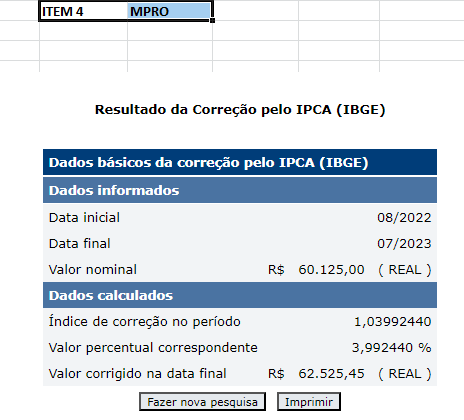 ITEM 4 MPRO
Resultado da Correção pelo IPCA (IBGE)
Dados básicos da correção pelo IPCA (IBGE)
Dados informados
Data inicial 08/2022
Data final 07/2023
Valor nominal R$ 60.125,00 ( REAL )
Dados calculados
Índice de correção no período 1,03992440
Valor percentual correspondente 3,992440 %
Valor corrigido na data final R$ 62.525,45 ( REAL )
Fazer nova pesquisa Imprimir